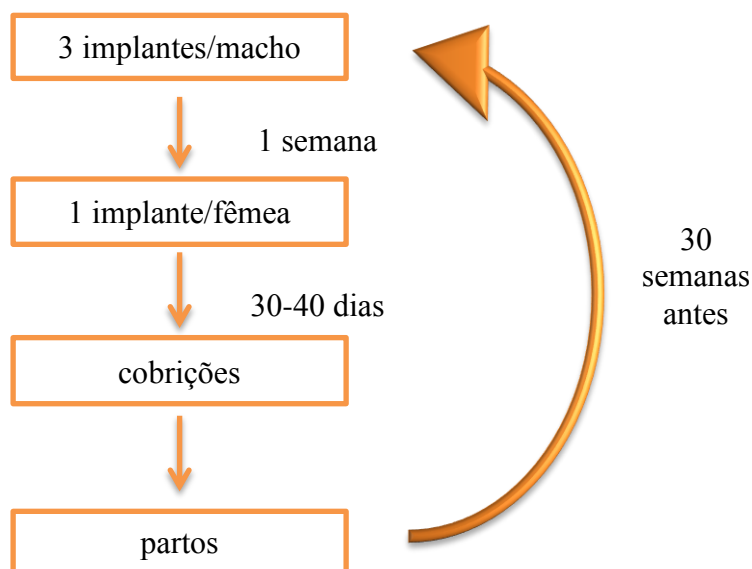 3 implantes/macho
1 semana
1 implante/fêmea
30-40 dias
cobrições
partos
30
semanas
antes